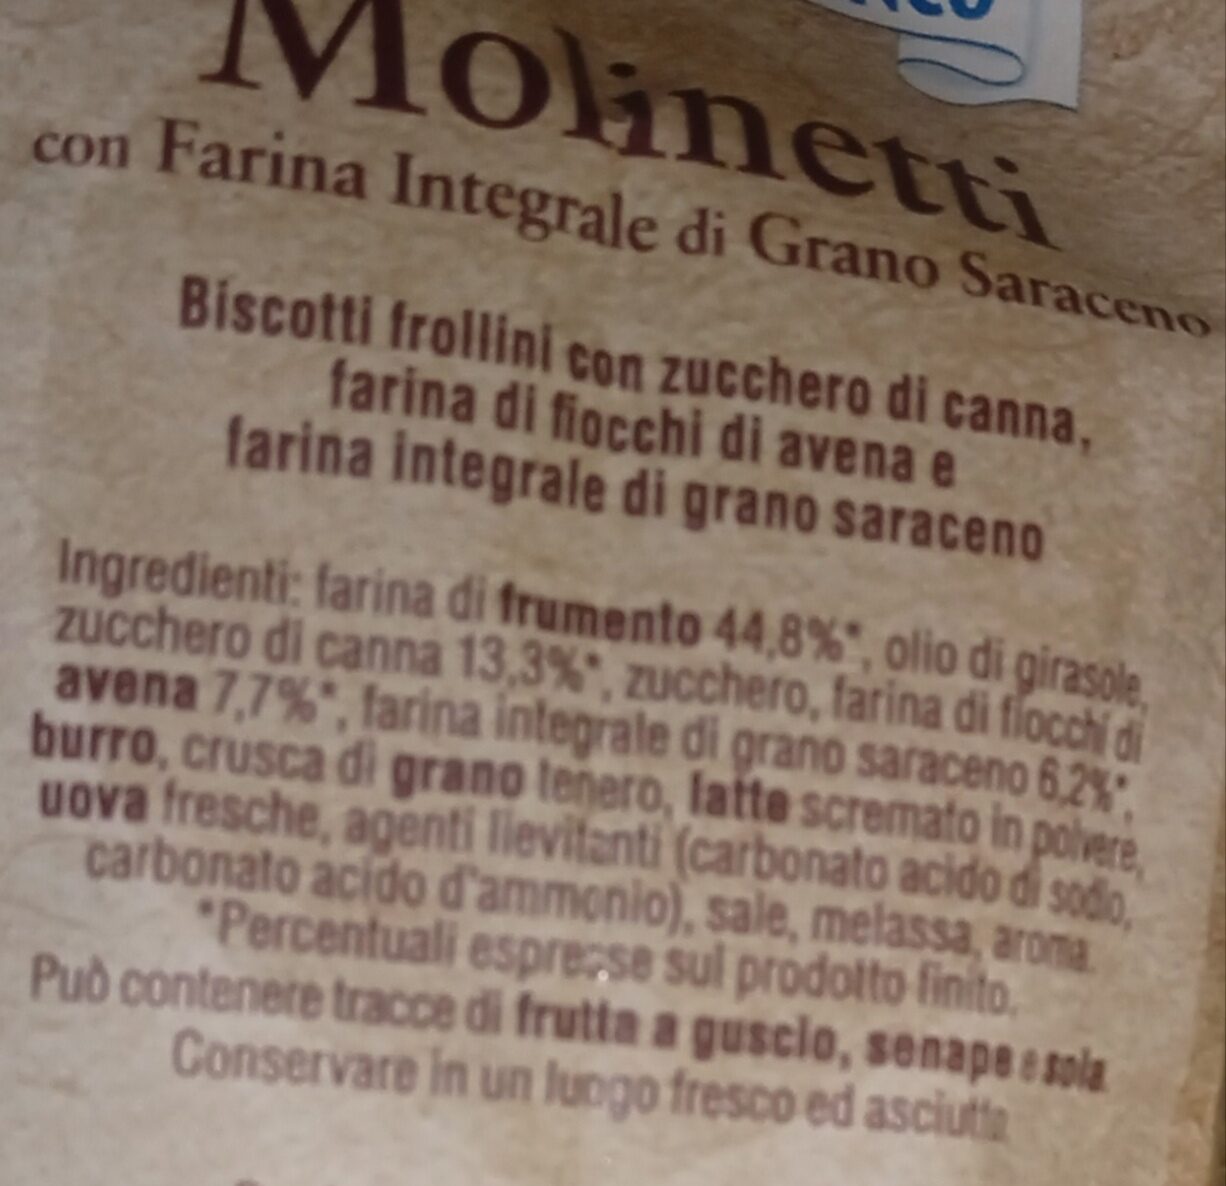 Molinetti
con Farina Integrale di Grano Saraceno
Biscotti frollini con zucchero di canna,
farina di fiocchi di avena e
farina integrale di grano saraceno
Ingredienti: farina di frumento 44,8%*, olio di girasole,
zucchero di canna 13,3%*, zucchero, farina di fiocchi di
avena 7,7%*, farina integrale di grano saraceno 6,2%*,
burro, crusca di grano tenero, latte scremato in polvere,
uova fresche, agenti lievitanti (carbonato acido di sodio,
carbonato acido d'ammonio), sale, melassa, aroma.
*Percentuali espresse sul prodotto finito.
Può contenere tracce di frutta a guscio, senape e soia.
Conservare in un luogo fresco ed asciutto